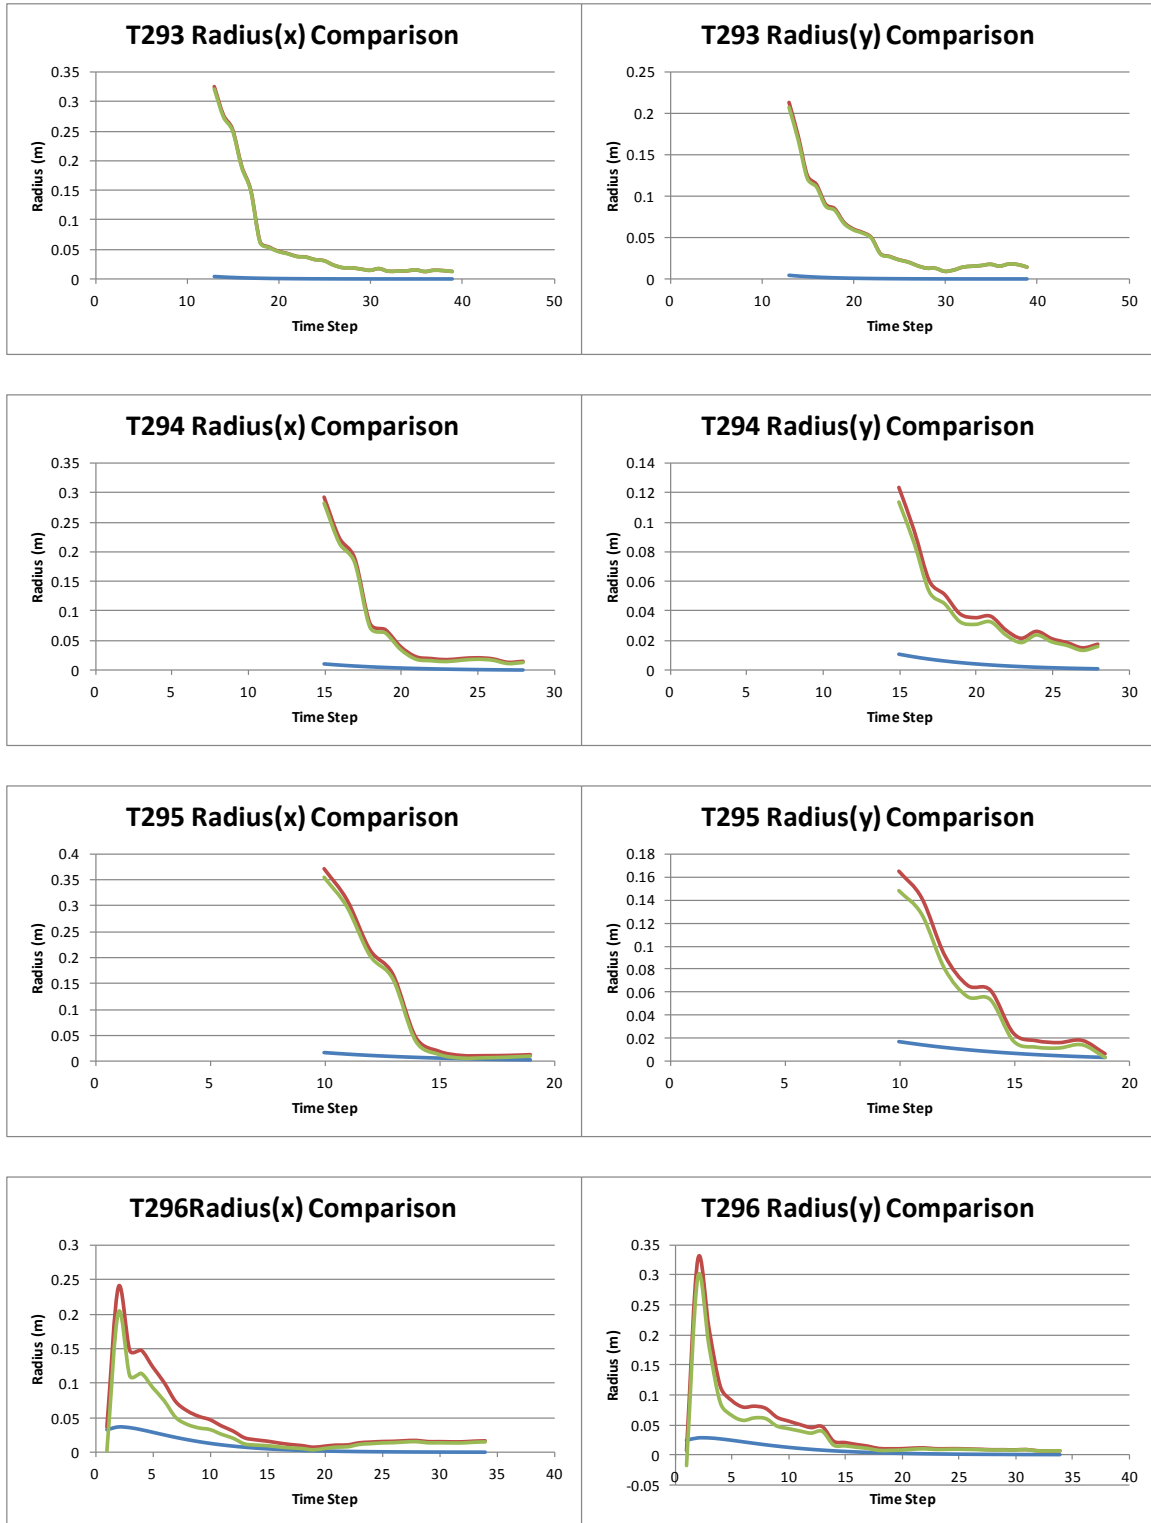 T293 Radius(x) Comparison
0.35
0.3
0.25
0.2
0.15
0.1
0.05
0
Radius (m)
0 10 20 30 40 50
Time Step
T293 Radius(y) Comparison
0.25
0.2
0.15
0.1
0.05
0
Radius (m)
0 10 20 30 40 50
Time Step
T294 Radius(x) Comparison
0.35
0.3
0.25
0.2
0.15
0.1
0.05
0
Radius (m)
0 5 10 15 20 25 30
Time Step
T294 Radius(y) Comparison
0.14
0.12
0.1
0.08
0.06
0.04
0.02
0
Radius (m)
0 5 10 15 20 25 30
Time Step
T295 Radius(x) Comparison
0.4
0.35
0.3
0.25
0.2
0.15
0.1
0.05
0
Radius (m)
0 5 10 15 20
Time Step
T295 Radius(y) Comparison
0.18
0.16
0.14
0.12
0.1
0.08
0.06
0.04
0.02
0
Radius (m)
0 5 10 15 20
Time Step
T296Radius(x) Comparison
0.3
0.25
0.2
0.15
0.1
0.05
0
Radius (m)
0 5 10 15 20 25 30 35 40
Time Step
T296 Radius(y) Comparison
0.35
0.3
0.25
0.2
0.15
0.1
0.05
0
-0.05
Radius (m)
0 5 10 15 20 25 30 35 40
Time Step